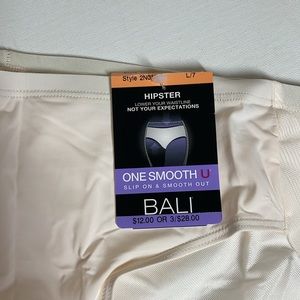 Style 2N0 L/7
HIPSTER
LOWER YOUR WAISTLINE
NOT YOUR EXPECTATIONS
ONE SMOOTH U
SLIP ON & SMOOTH OUT
BALI
$12.00 OR 3/$28.00